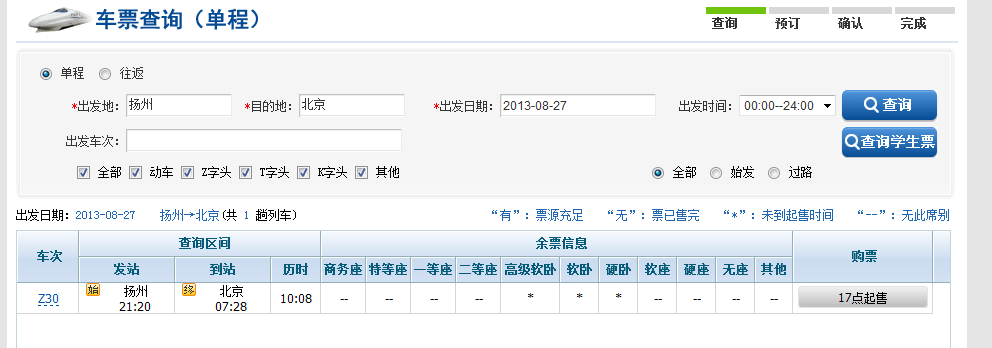 车票查询（单程）
查询 预订 确认 完成
单程 往返
*出发地: 扬州 *目的地: 北京 *出发日期: 2013-08-27 出发时间: 00:00--24:00 查询
出发车次: 查询学生票
全部 动车 Z字头 T字头 K字头 其他 全部 始发 过路
出发日期: 2013-08-27 扬州→北京(共 1 趟列车) “有”: 票源充足 “无”: 票已售完 “*”: 未到起售时间 “--”: 无此席别
车次 查询区间 余票信息 购票
发站 到站 历时 商务座 特等座 一等座 二等座 高级软卧 软卧 硬卧 软座 硬座 无座 其他
Z30 始 扬州 终 北京 10:08 -- -- -- -- * * * -- -- -- -- 17点起售
21:20 07:28